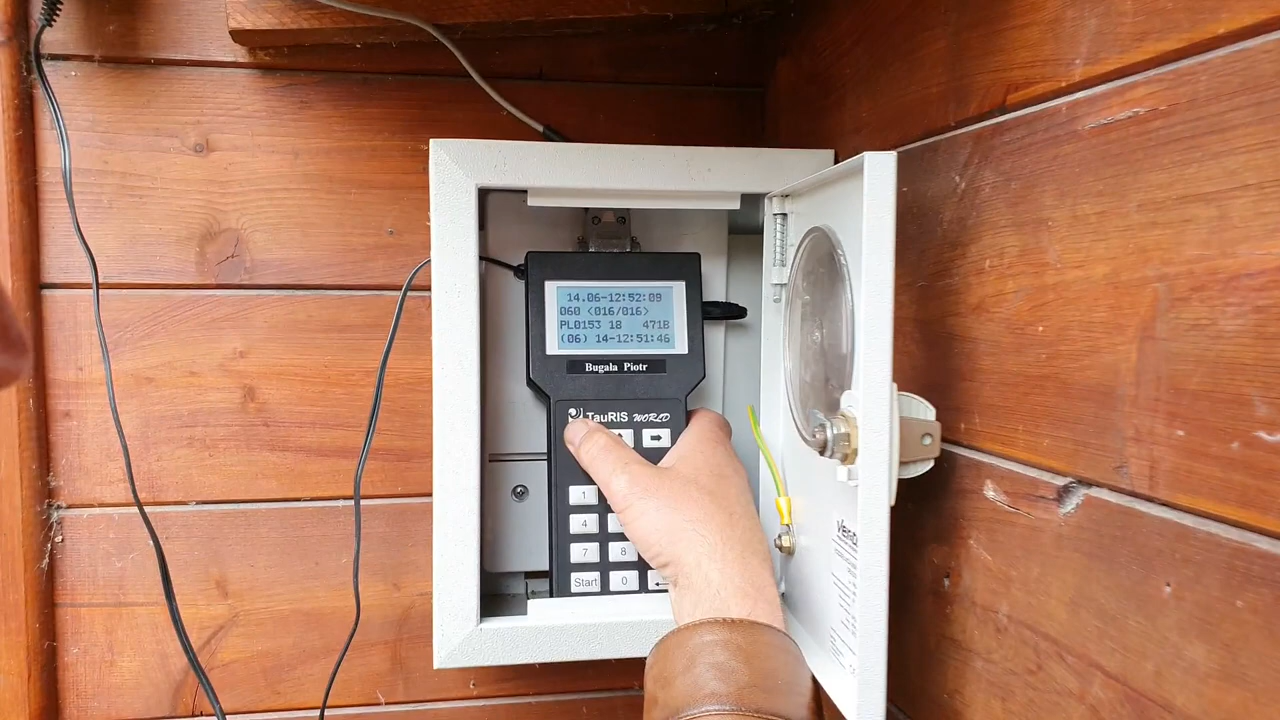 14.06-12:52:09
060 <016/016>
PL0153 18 471B
(06) 14-12:51:46
Bugala Piotr
TauRIS WORLD
1
4
7 8
Start 0